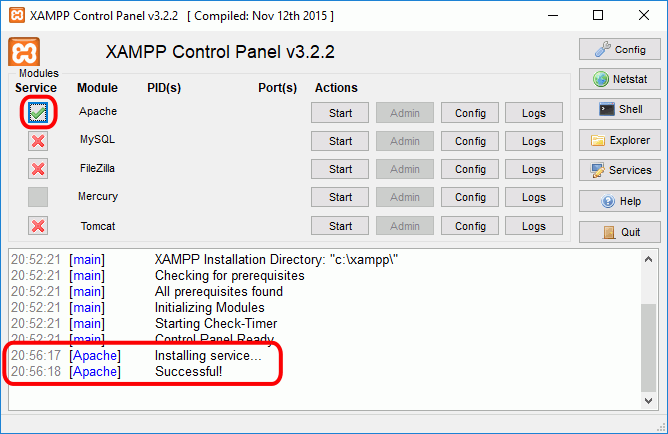 XAMPP Control Panel v3.2.2 [ Compiled: Nov 12th 2015 ]
XAMPP Control Panel v3.2.2
Config
Modules
Service Module PID(s) Port(s) Actions
Netstat
Apache Start Admin Config Logs
Shell
MySQL Start Admin Config Logs
Explorer
FileZilla Start Admin Config Logs
Services
Mercury Start Admin Config Logs
Help
Tomcat Start Admin Config Logs
Quit
20:52:21 [main] XAMPP Installation Directory: "c:\xampp\"
20:52:21 [main] Checking for prerequisites
20:52:21 [main] All prerequisites found
20:52:21 [main] Initializing Modules
20:52:21 [main] Starting Check-Timer
20:52:21 [main] Control Panel Ready
20:56:17 [Apache] Installing service...
20:56:18 [Apache] Successful!